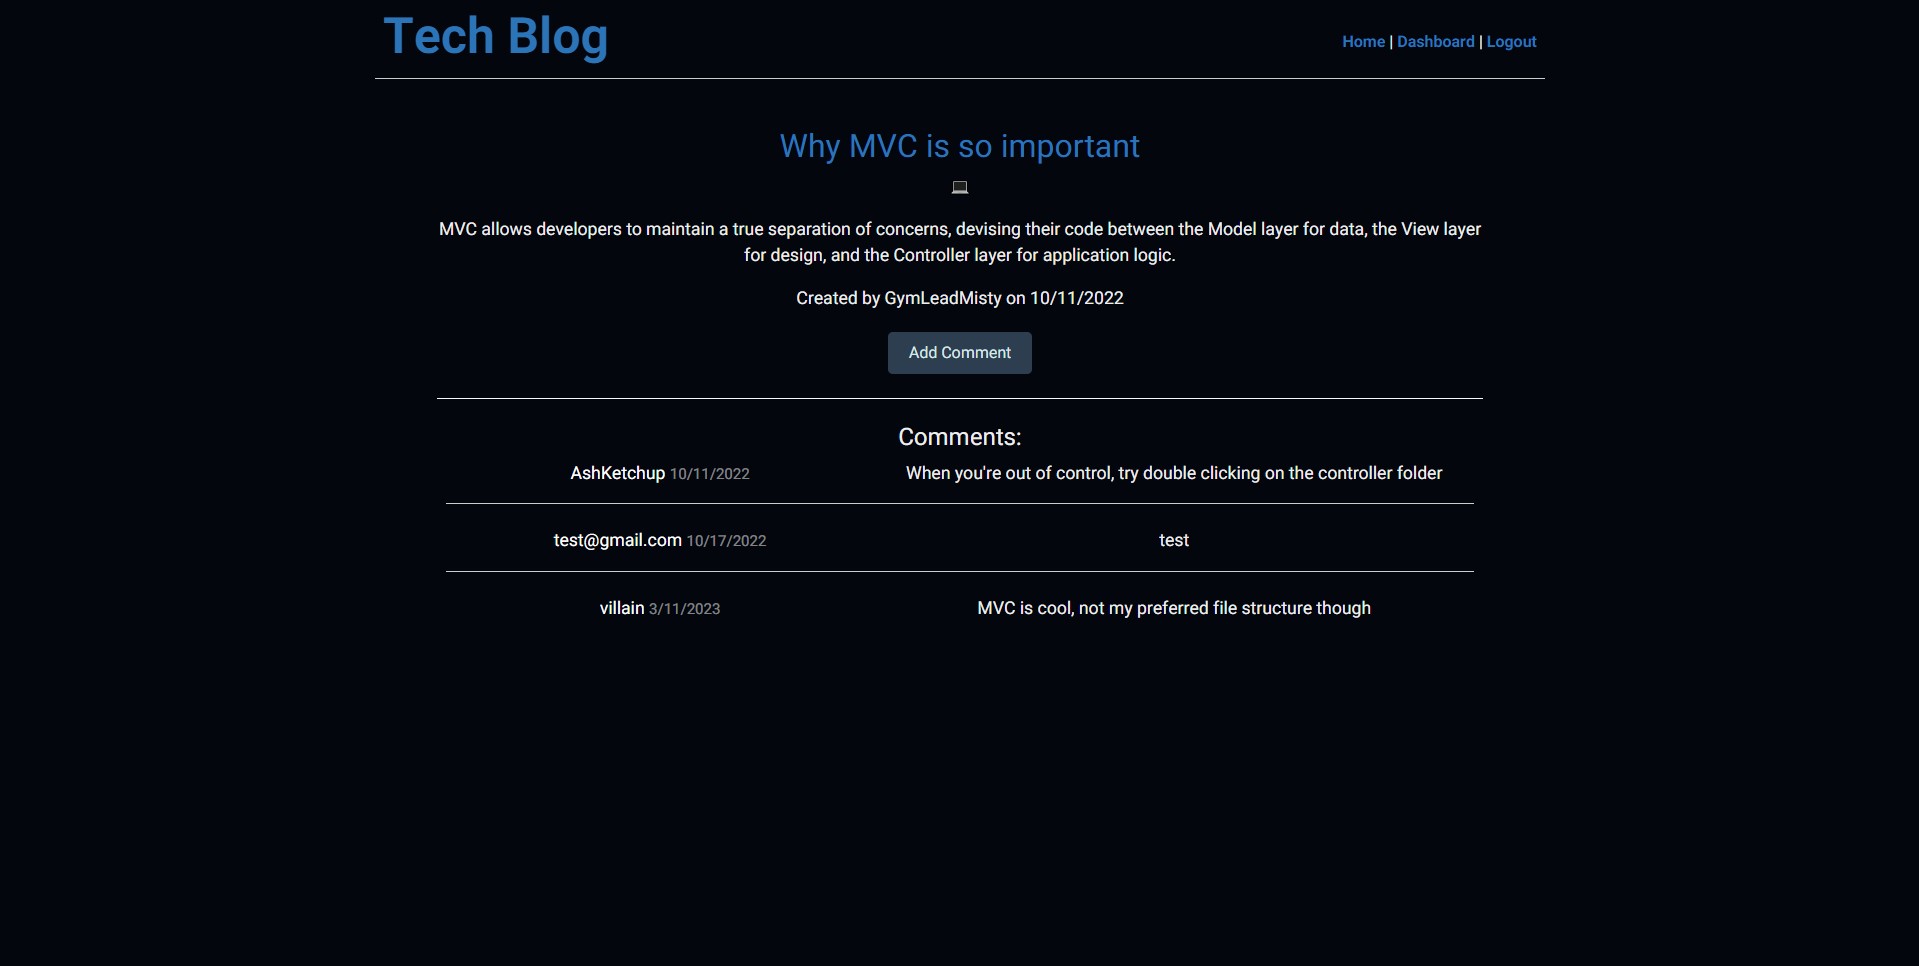 Tech Blog
Home | Dashboard | Logout
Why MVC is so important
MVC allows developers to maintain a true separation of concerns, devising their code between the Model layer for data, the View layer
for design, and the Controller layer for application logic.
Created by GymLeadMisty on 10/11/2022
Add Comment
Comments:
AshKetchup 10/11/2022 When you're out of control, try double clicking on the controller folder
test@gmail.com 10/17/2022 test
villain 3/11/2023 MVC is cool, not my preferred file structure though